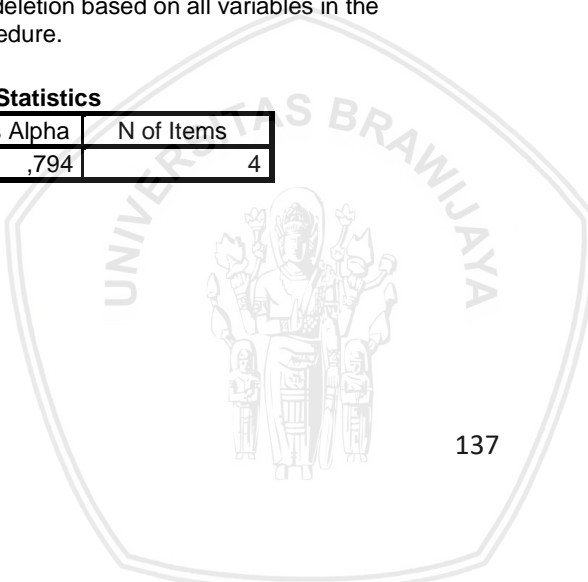 deletion based on all variables in the
edure.
Statistics
Alpha N of Items
,794 4
UNIVERSITAS BRAWIJAYA
137